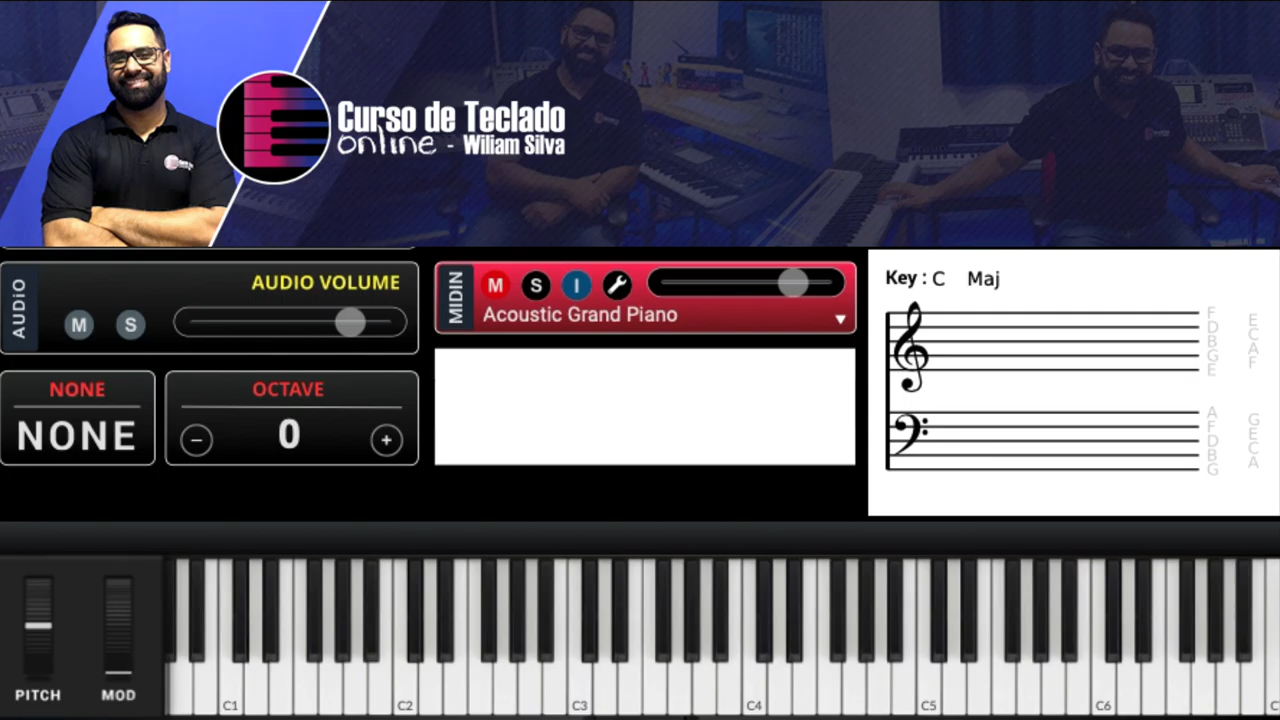 Curso de Teclado
online - Wiliam Silva
AUDiO
AUDIO VOLUME
M S
NONE
NONE
OCTAVE
− 0 +
MIDIN
M S I
Acoustic Grand Piano
Key : C Maj
F
D
B
G
E
E
C
A
F
A
F
D
B
G
G
E
C
A
PITCH MOD
C1 C2 C3 C4 C5 C6 C